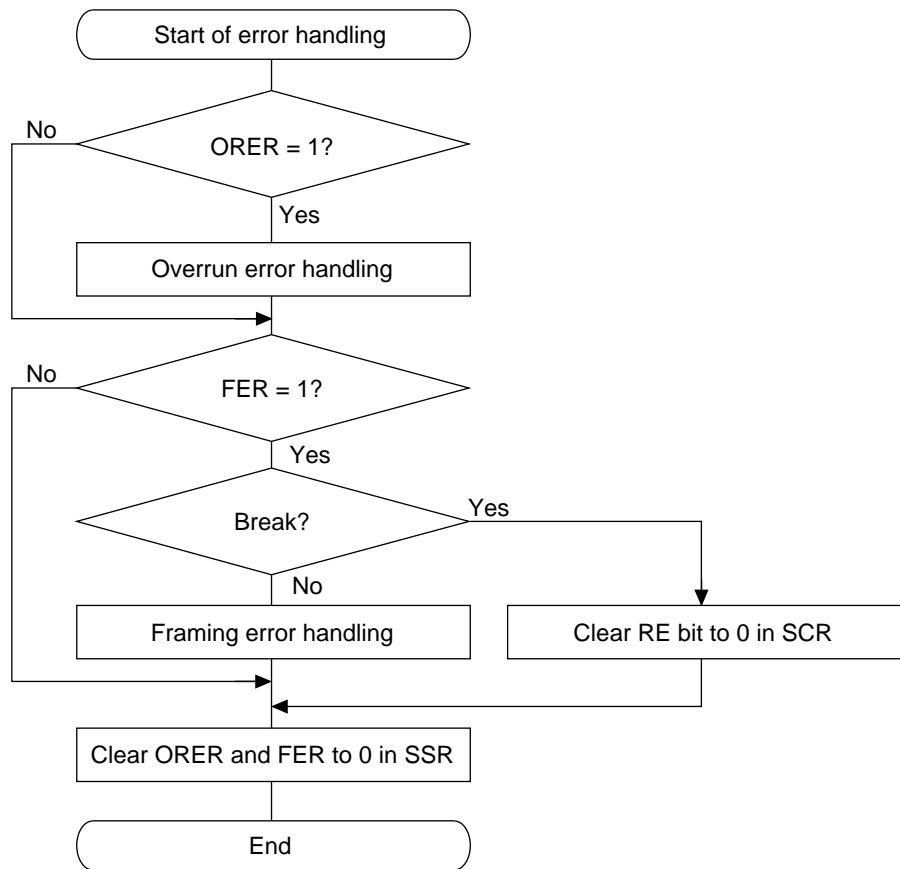 Start of error handling
No
ORER = 1?
Yes
Overrun error handling
No
FER = 1?
Yes
Break?
Yes
No
Framing error handling
Clear RE bit to 0 in SCR
Clear ORER and FER to 0 in SSR
End